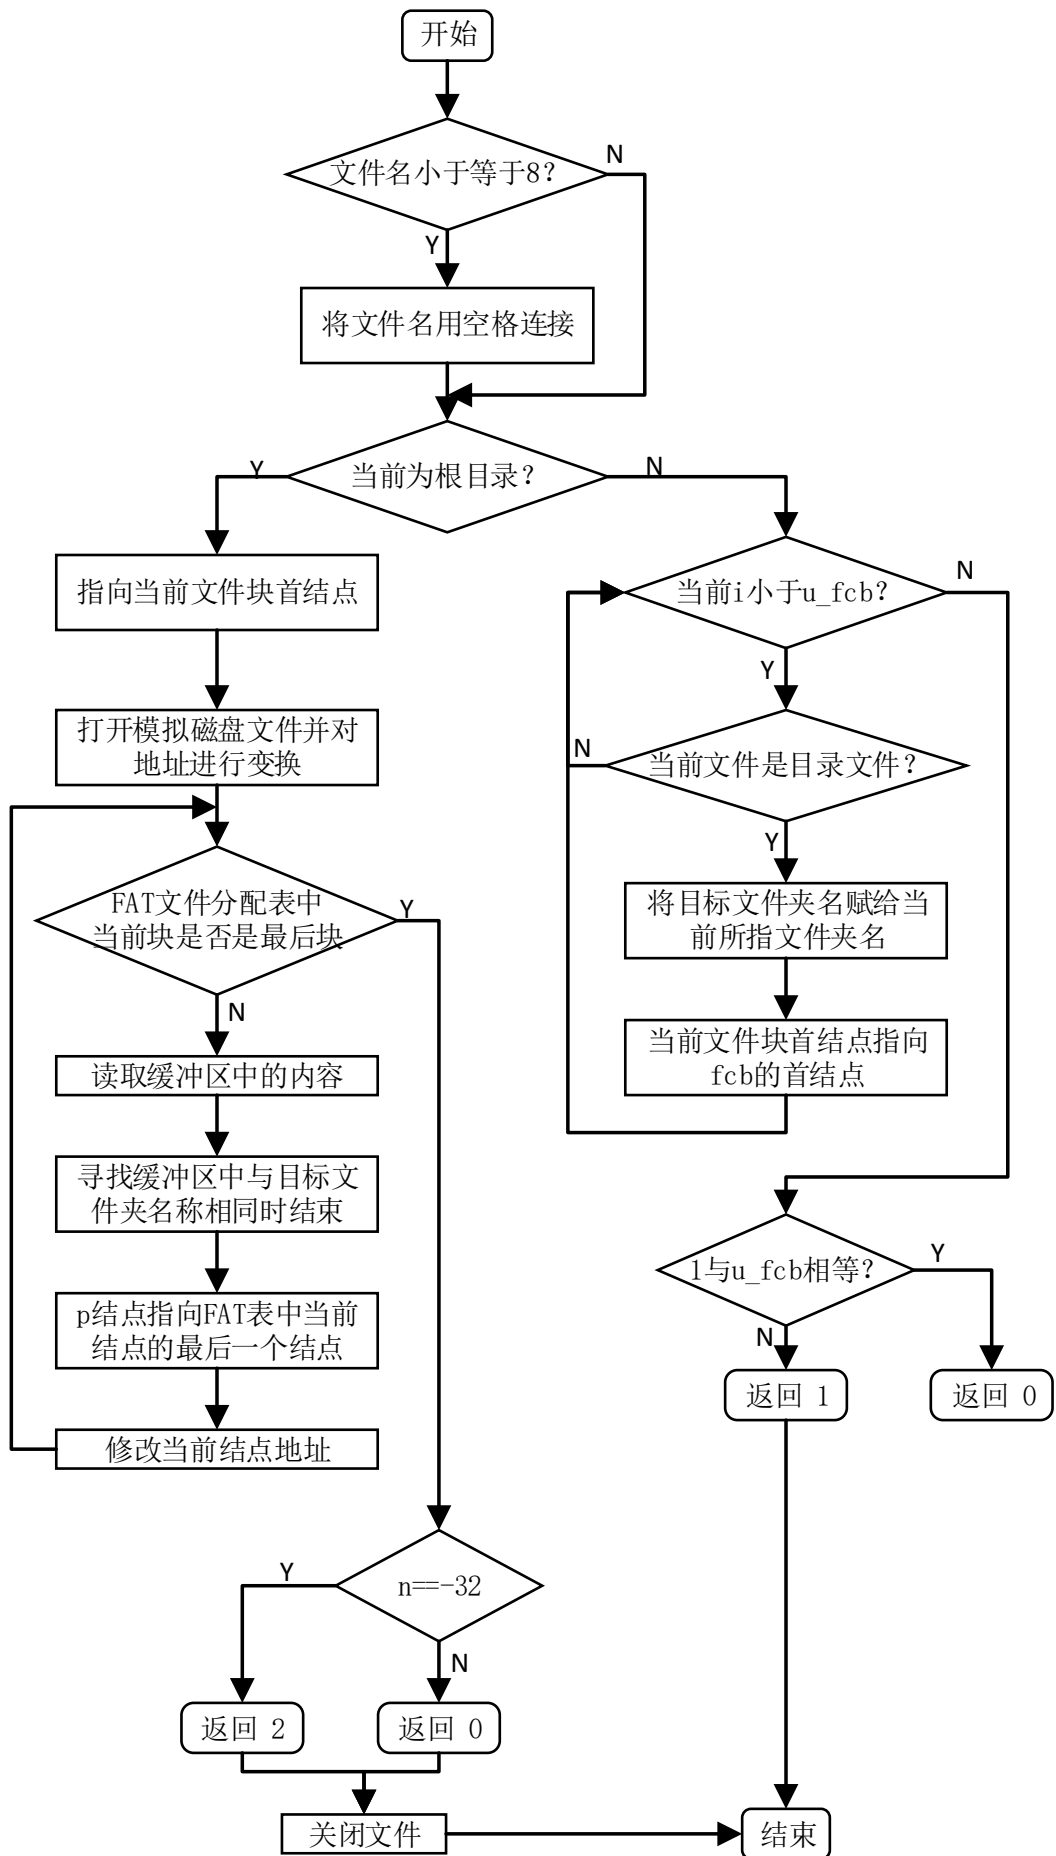 开始
文件名小于等于8?
N
Y
将文件名用空格连接
当前为根目录?
Y
N
指向当前文件块首结点
打开模拟磁盘文件并对
地址进行变换
FAT文件分配表中
当前块是否是最后块
Y
N
读取缓冲区中的内容
寻找缓冲区中与目标文
件夹名称相同时结束
p结点指向FAT表中当前
结点的最后一个结点
修改当前结点地址
n==-32
Y
N
返回 2
返回 0
关闭文件
当前i小于u_fcb?
N
Y
当前文件是目录文件?
N
Y
将目标文件夹名赋给当
前所指文件夹名
当前文件块首结点指向
fcb的首结点
1与u_fcb相等?
Y
N
返回 1
返回 0
结束